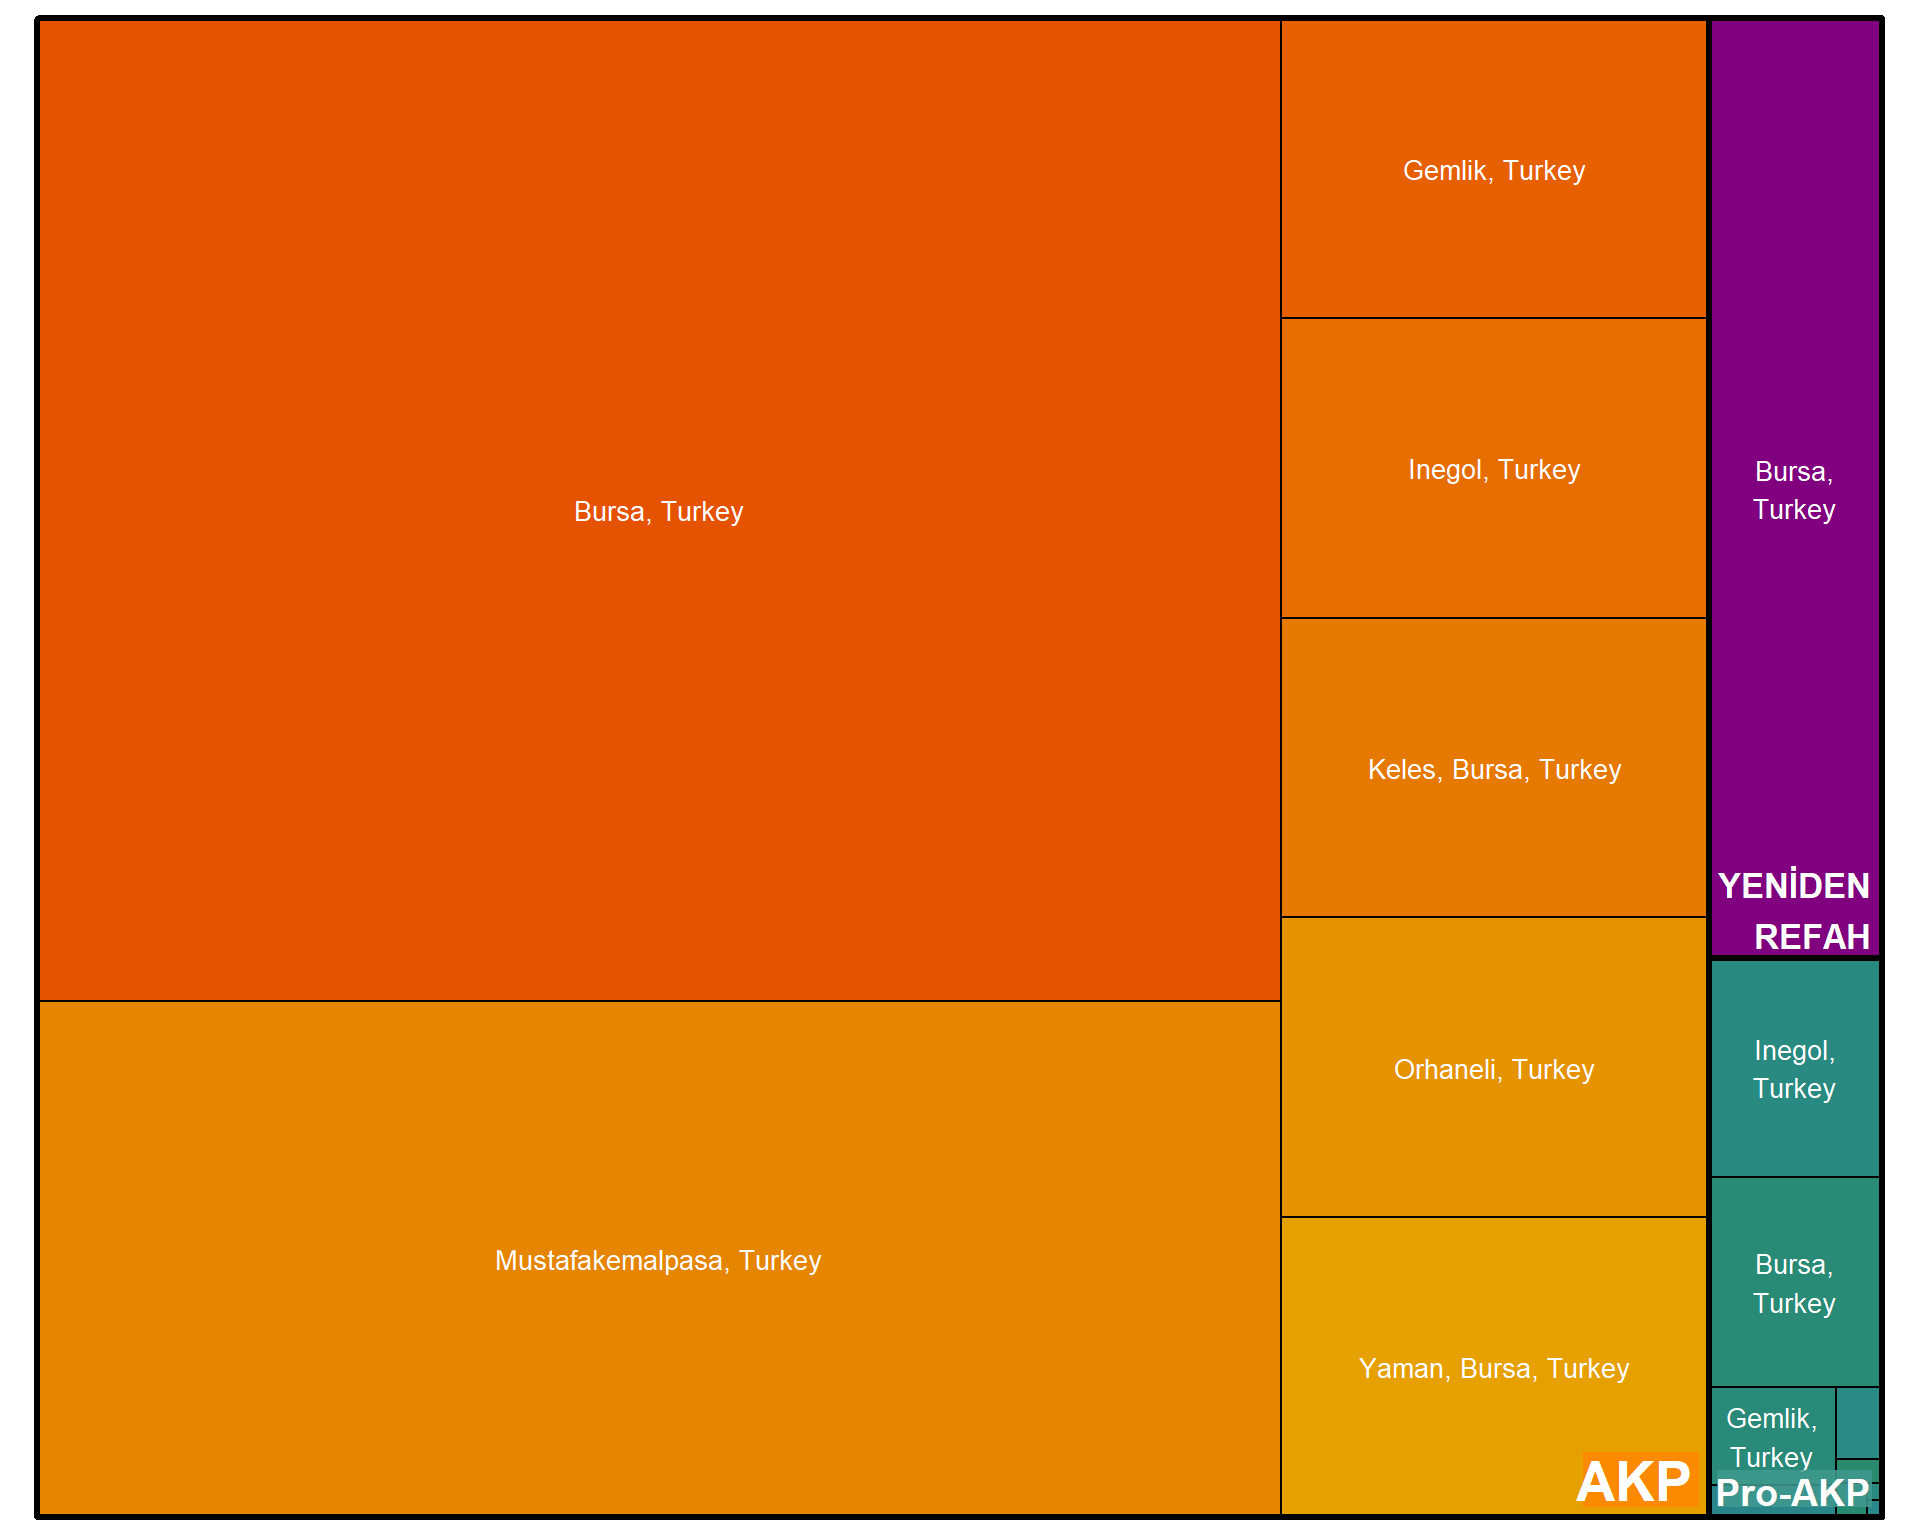 Bursa, Turkey
Mustafakemalpasa, Turkey
Gemlik, Turkey
Inegol, Turkey
Keles, Bursa, Turkey
Orhaneli, Turkey
Yaman, Bursa, Turkey
AKP
Bursa,
Turkey
YENİDEN
REFAH
Inegol,
Turkey
Bursa,
Turkey
Gemlik,
Turkey
Pro-AKP